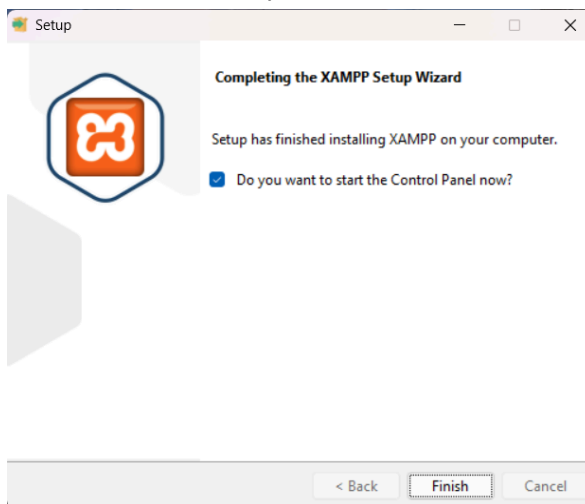 Setup
Completing the XAMPP Setup Wizard
Setup has finished installing XAMPP on your computer.
Do you want to start the Control Panel now?
< Back Finish Cancel